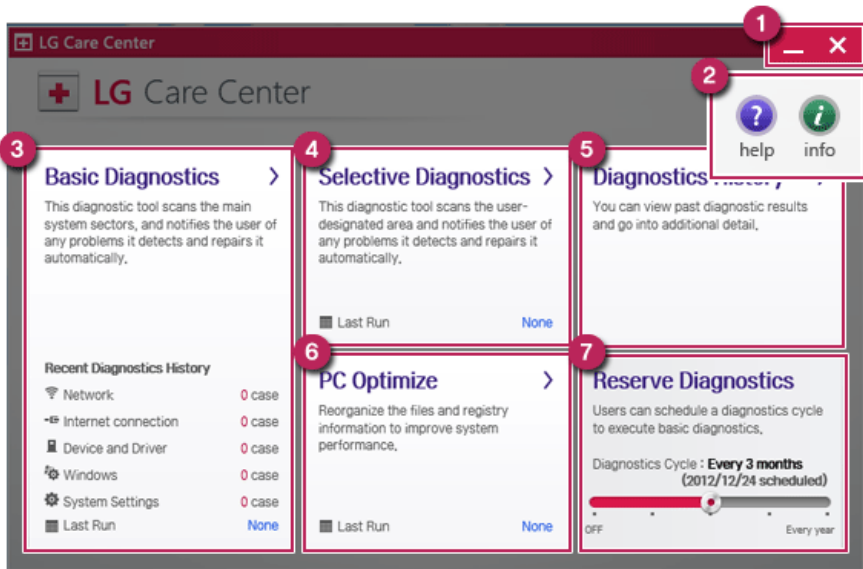 1
LG Care Center
2
LG Care Center
help
info
3
Basic Diagnostics
This diagnostic tool scans the main
system sectors, and notifies the user of
any problems it detects and repairs it
automatically.
Recent Diagnostics History
Network 0 case
Internet connection 0 case
Device and Driver 0 case
Windows 0 case
System Settings 0 case
Last Run None
4
Selective Diagnostics
This diagnostic tool scans the user-
designated area and notifies the user of
any problems it detects and repairs it
automatically.
Last Run None
5
Diagnostics History
You can view past diagnostic results
and go into additional detail.
6
PC Optimize
Reorganize the files and registry
information to improve system
performance.
Last Run None
7
Reserve Diagnostics
Users can schedule a diagnostics cycle
to execute basic diagnostics.
Diagnostics Cycle : Every 3 months
(2012/12/24 scheduled)
OFF Every year